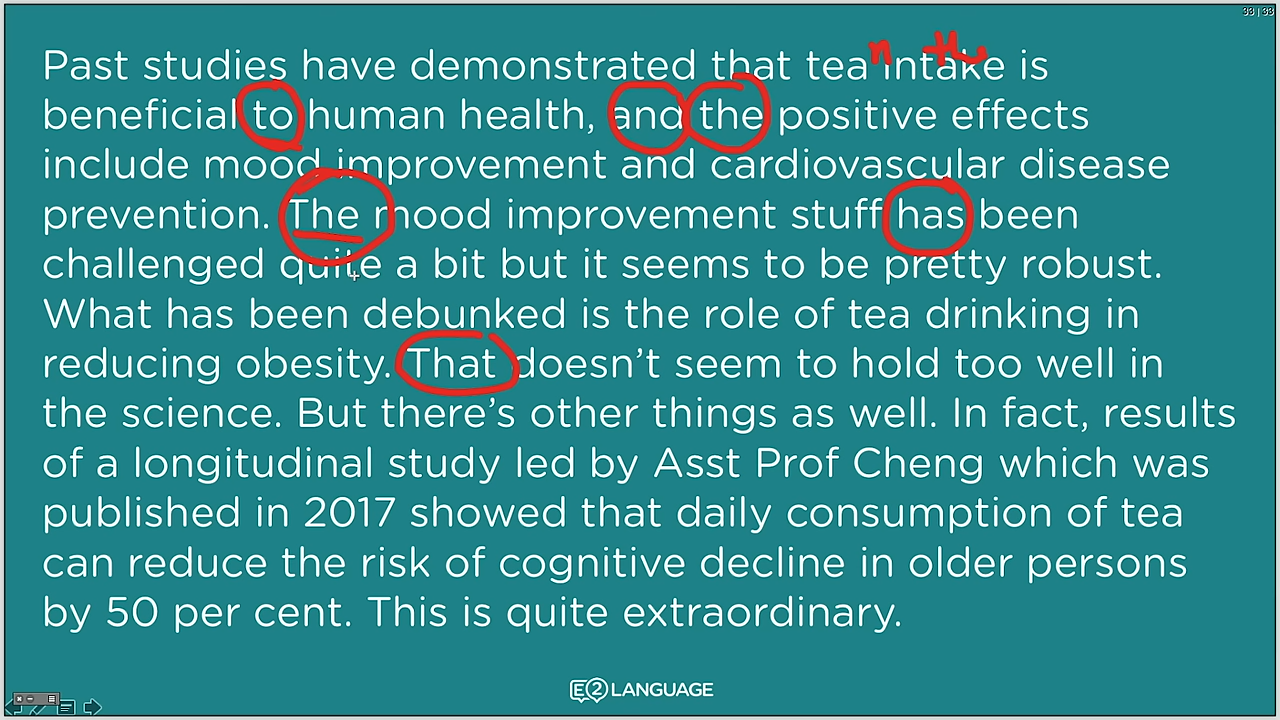 33 | 33
n th
Past studies have demonstrated that tea intake is
beneficial to human health, and the positive effects
include mood improvement and cardiovascular disease
prevention. The mood improvement stuff has been
challenged quite a bit but it seems to be pretty robust.
What has been debunked is the role of tea drinking in
reducing obesity. That doesn’t seem to hold too well in
the science. But there’s other things as well. In fact, results
of a longitudinal study led by Asst Prof Cheng which was
published in 2017 showed that daily consumption of tea
can reduce the risk of cognitive decline in older persons
by 50 per cent. This is quite extraordinary.
E2 LANGUAGE